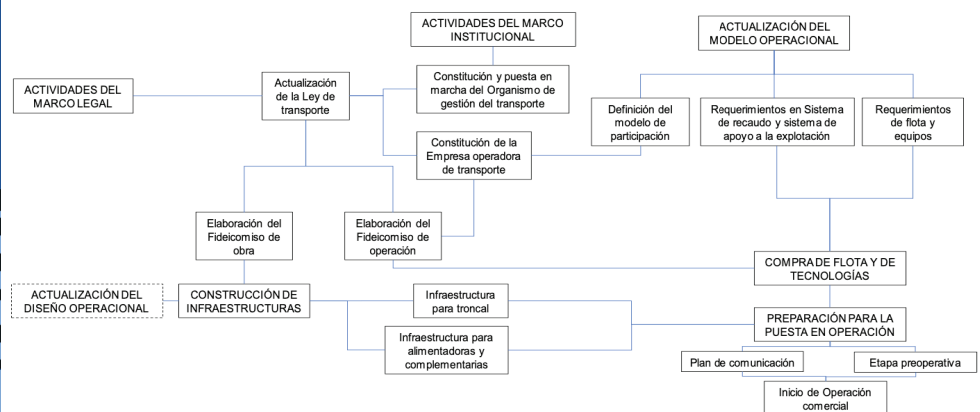 ACTIVIDADES DEL MARCO
INSTITUCIONAL
ACTUALIZACIÓN DEL
MODELO OPERACIONAL
ACTIVIDADES DEL
MARCO LEGAL
Actualización
de la Ley de
transporte
Constitución y puesta en
marcha del Organismo de
gestión del transporte
Definición del
modelo de
participación
Requerimientos en Sistema
de recaudo y sistema de
apoyo a la explotación
Requerimientos
de flota y
equipos
Constitución de la
Empresa operadora
de transporte
Elaboración del
Fideicomiso de
obra
Elaboración del
Fideicomiso de
operación
COMPRA DE FLOTA Y DE
TECNOLOGÍAS
ACTUALIZACIÓN DEL
DISEÑO OPERACIONAL
CONSTRUCCIÓN DE
INFRAESTRUCTURAS
Infraestructura
para troncal
PREPARACIÓN PARA LA
PUESTA EN OPERACIÓN
Infraestructura para
alimentadoras y
complementarias
Plan de comunicación
Etapa preoperativa
Inicio de Operación
comercial